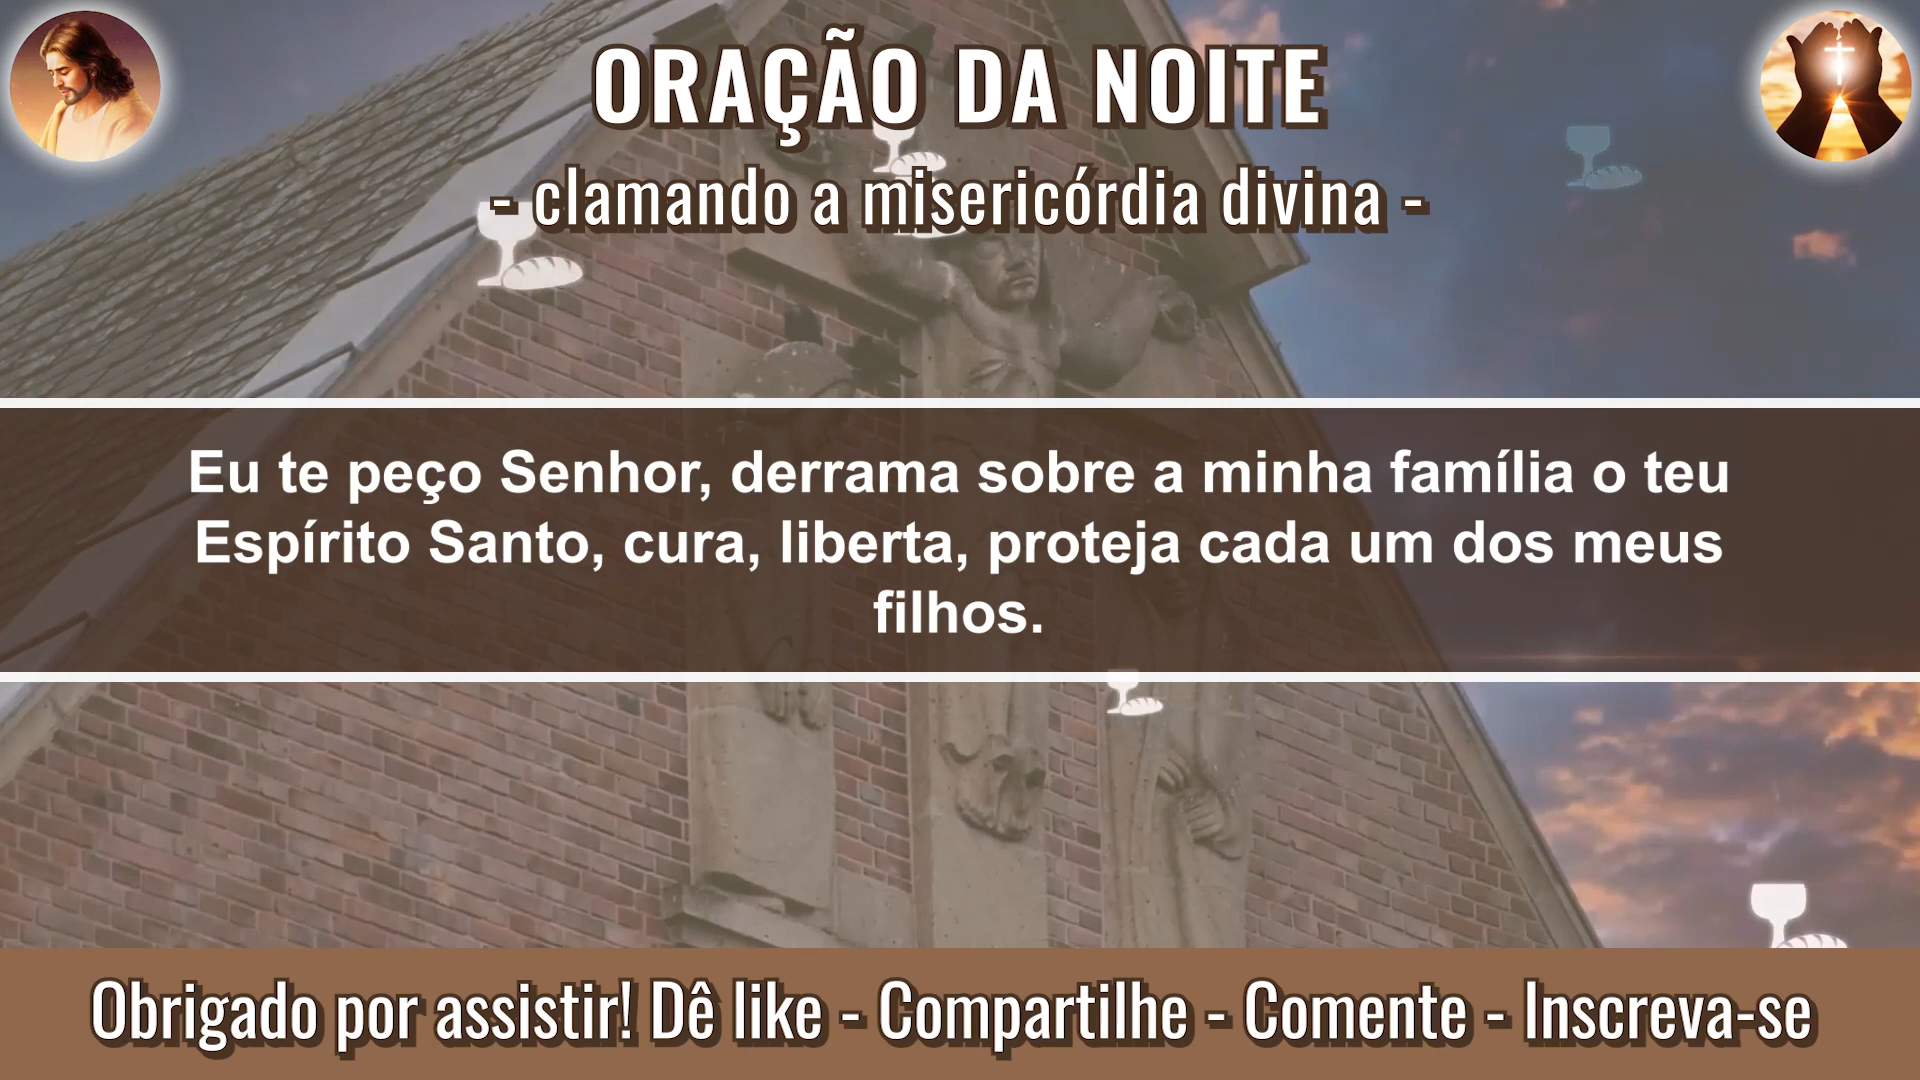 ORAÇÃO DA NOITE
- clamando a misericórdia divina -
Eu te peço Senhor, derrama sobre a minha família o teu
Espírito Santo, cura, liberta, proteja cada um dos meus
filhos.
Obrigado por assistir! Dê like - Compartilhe - Comente - Inscreva-se